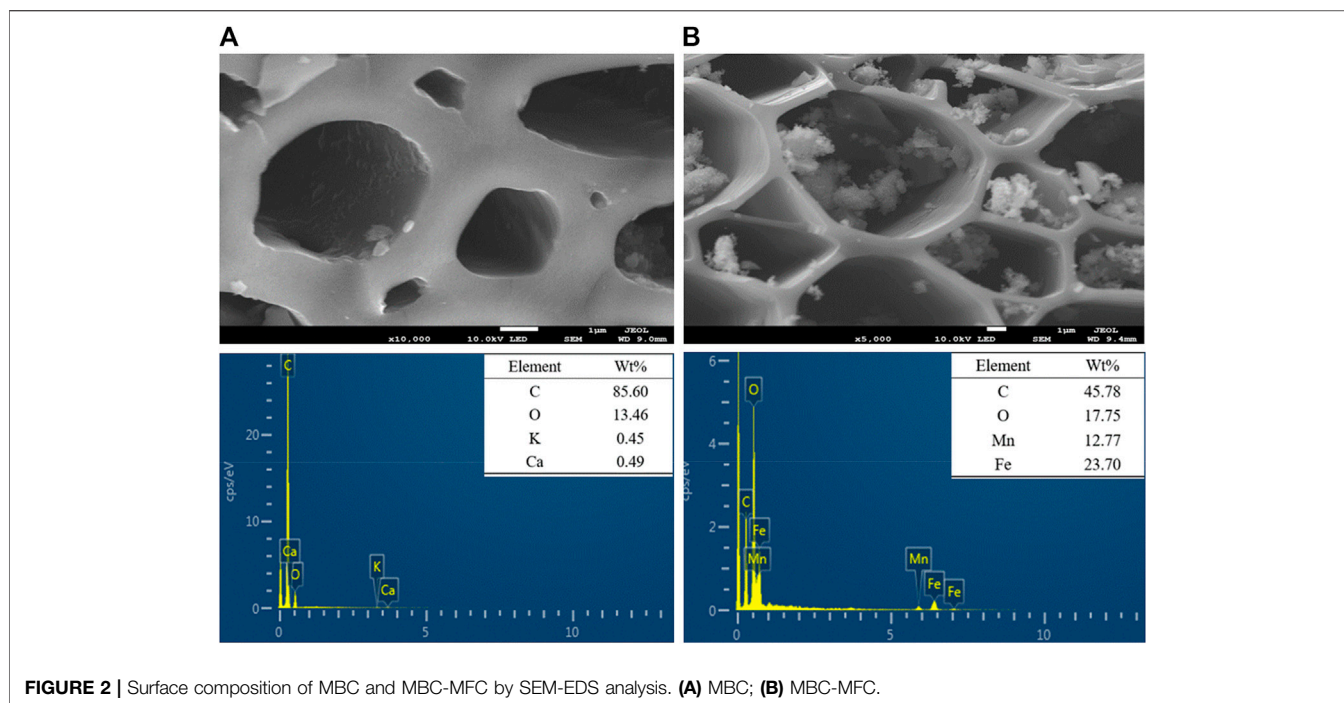 A
B
1μm JEOL
x10,000 10.0kV LED SEM WD 9.0mm
1μm JEOL
x5,000 10.0kV LED SEM WD 9.4mm
Element Wt%
C 85.60
O 13.46
K 0.45
Ca 0.49
C
20
10
0
cps/eV
Ca
O
K
Ca
0 5 10
Element Wt%
C 45.78
O 17.75
Mn 12.77
Fe 23.70
6
4
2
0
cps/eV
O
C
Fe
Mn
Mn
Fe
Fe
0 5 10
FIGURE 2 | Surface composition of MBC and MBC-MFC by SEM-EDS analysis. (A) MBC; (B) MBC-MFC.